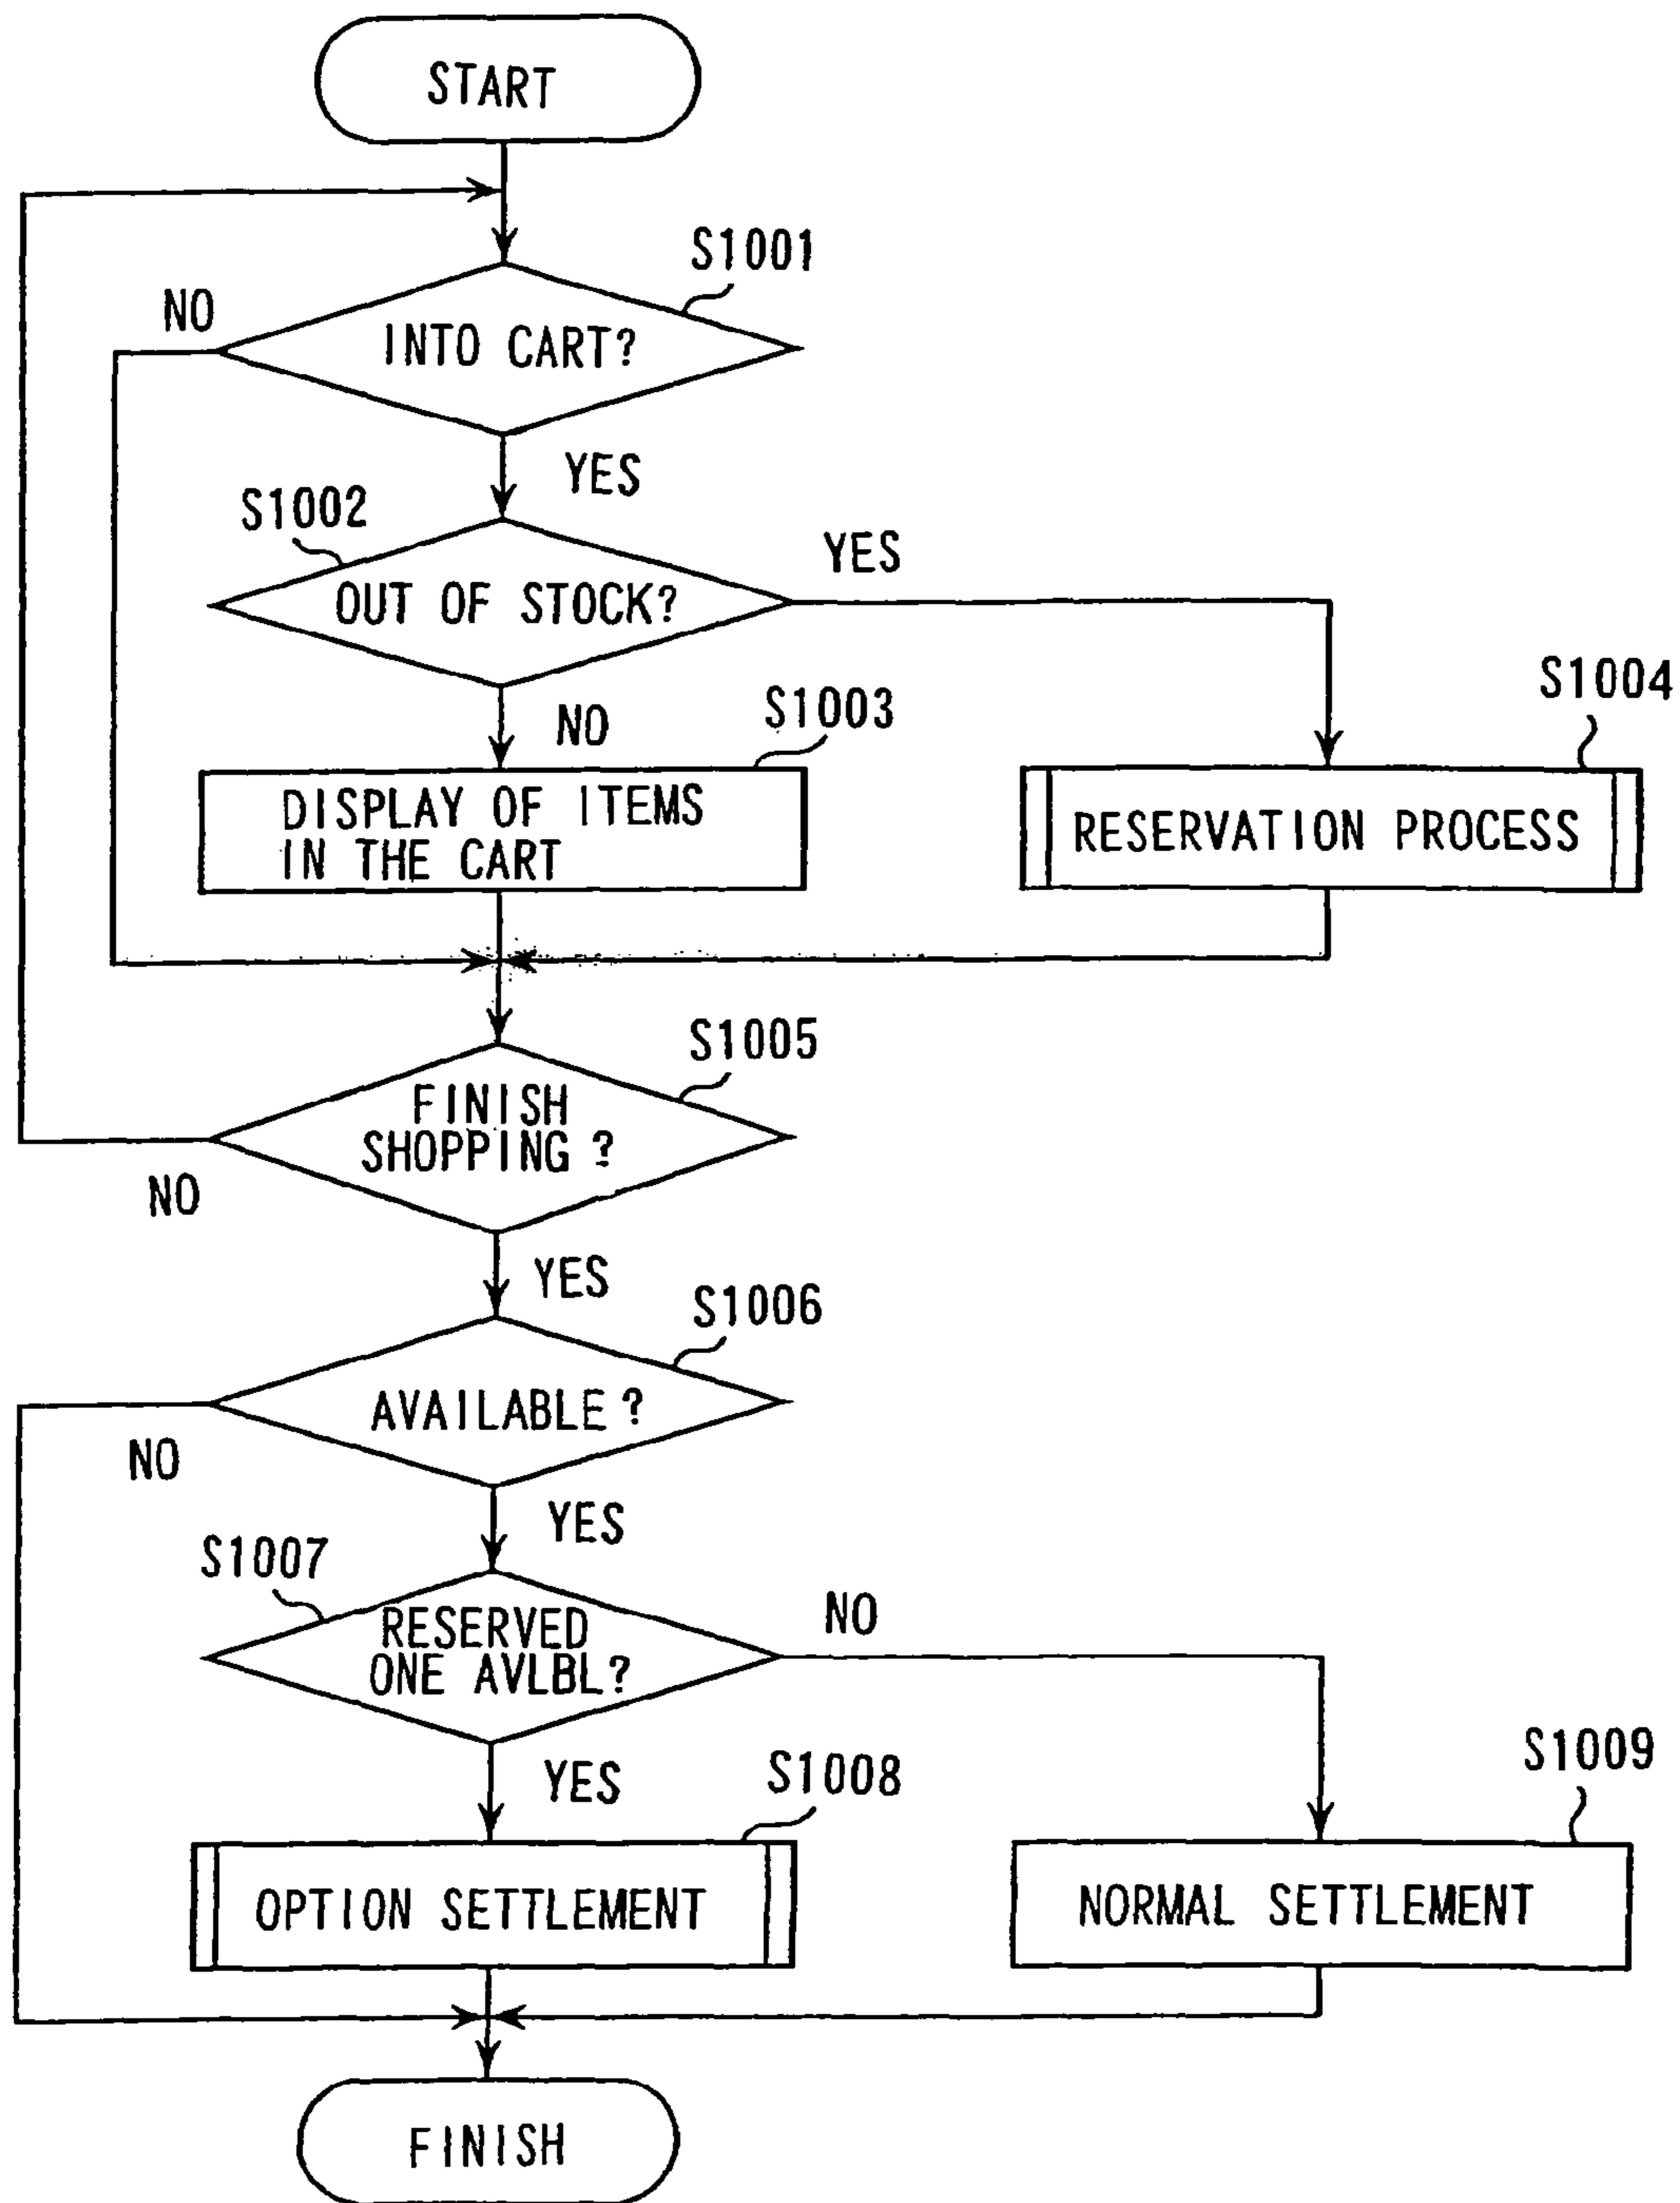 START
S1001
NO
INTO CART?
YES
S1002
YES
OUT OF STOCK?
S1004
NO
S1003
DISPLAY OF ITEMS
IN THE CART
RESERVATION PROCESS
S1005
FINISH
SHOPPING ?
NO
YES
S1006
AVAILABLE ?
NO
YES
S1007
NO
RESERVED
ONE AVLBL?
S1009
YES
S1008
OPTION SETTLEMENT
NORMAL SETTLEMENT
FINISH